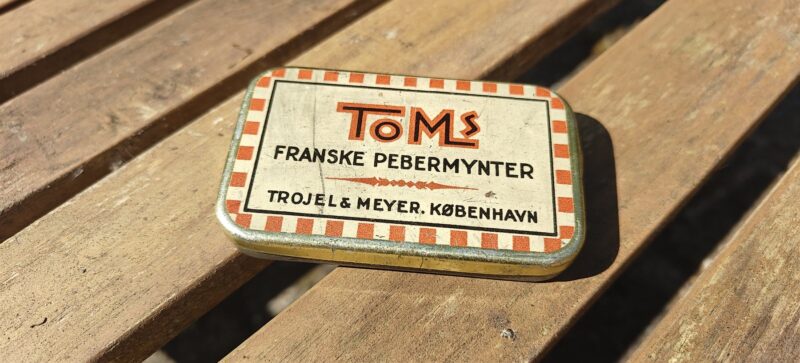 ToMs
FRANSKE PEBERMYNTER
TROJEL & MEYER. KØBENHAVN